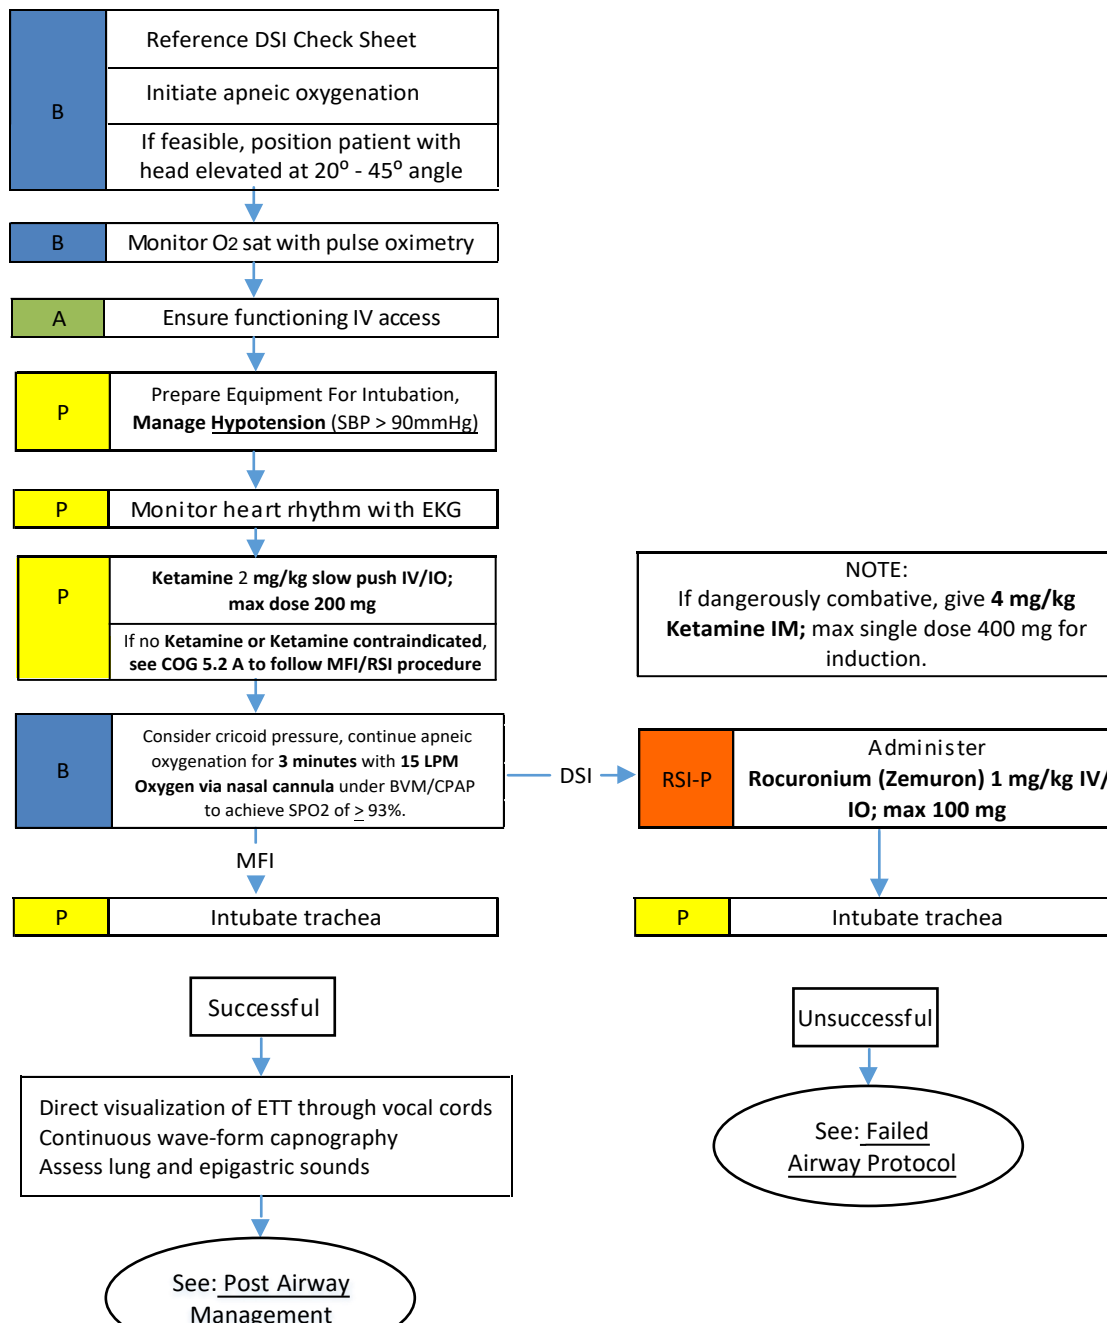 B
Reference DSI Check Sheet
Initiate apneic oxygenation
If feasible, position patient with
head elevated at 20⁰ - 45⁰ angle
B
Monitor O2 sat with pulse oximetry
A
Ensure functioning IV access
P
Prepare Equipment For Intubation,
Manage Hypotension (SBP > 90mmHg)
P
Monitor heart rhythm with EKG
P
Ketamine 2 mg/kg slow push IV/IO;
max dose 200 mg
If no Ketamine or Ketamine contraindicated,
see COG 5.2 A to follow MFI/RSI procedure
NOTE:
If dangerously combative, give 4 mg/kg
Ketamine IM; max single dose 400 mg for
induction.
B
Consider cricoid pressure, continue apneic
oxygenation for 3 minutes with 15 LPM
Oxygen via nasal cannula under BVM/CPAP
to achieve SPO2 of ≥ 93%.
DSI
RSI-P
Administer
Rocuronium (Zemuron) 1 mg/kg IV/
IO; max 100 mg
MFI
P
Intubate trachea
P
Intubate trachea
Successful
Unsuccessful
Direct visualization of ETT through vocal cords
Continuous wave-form capnography
Assess lung and epigastric sounds
See: Failed
Airway Protocol
See: Post Airway
Management